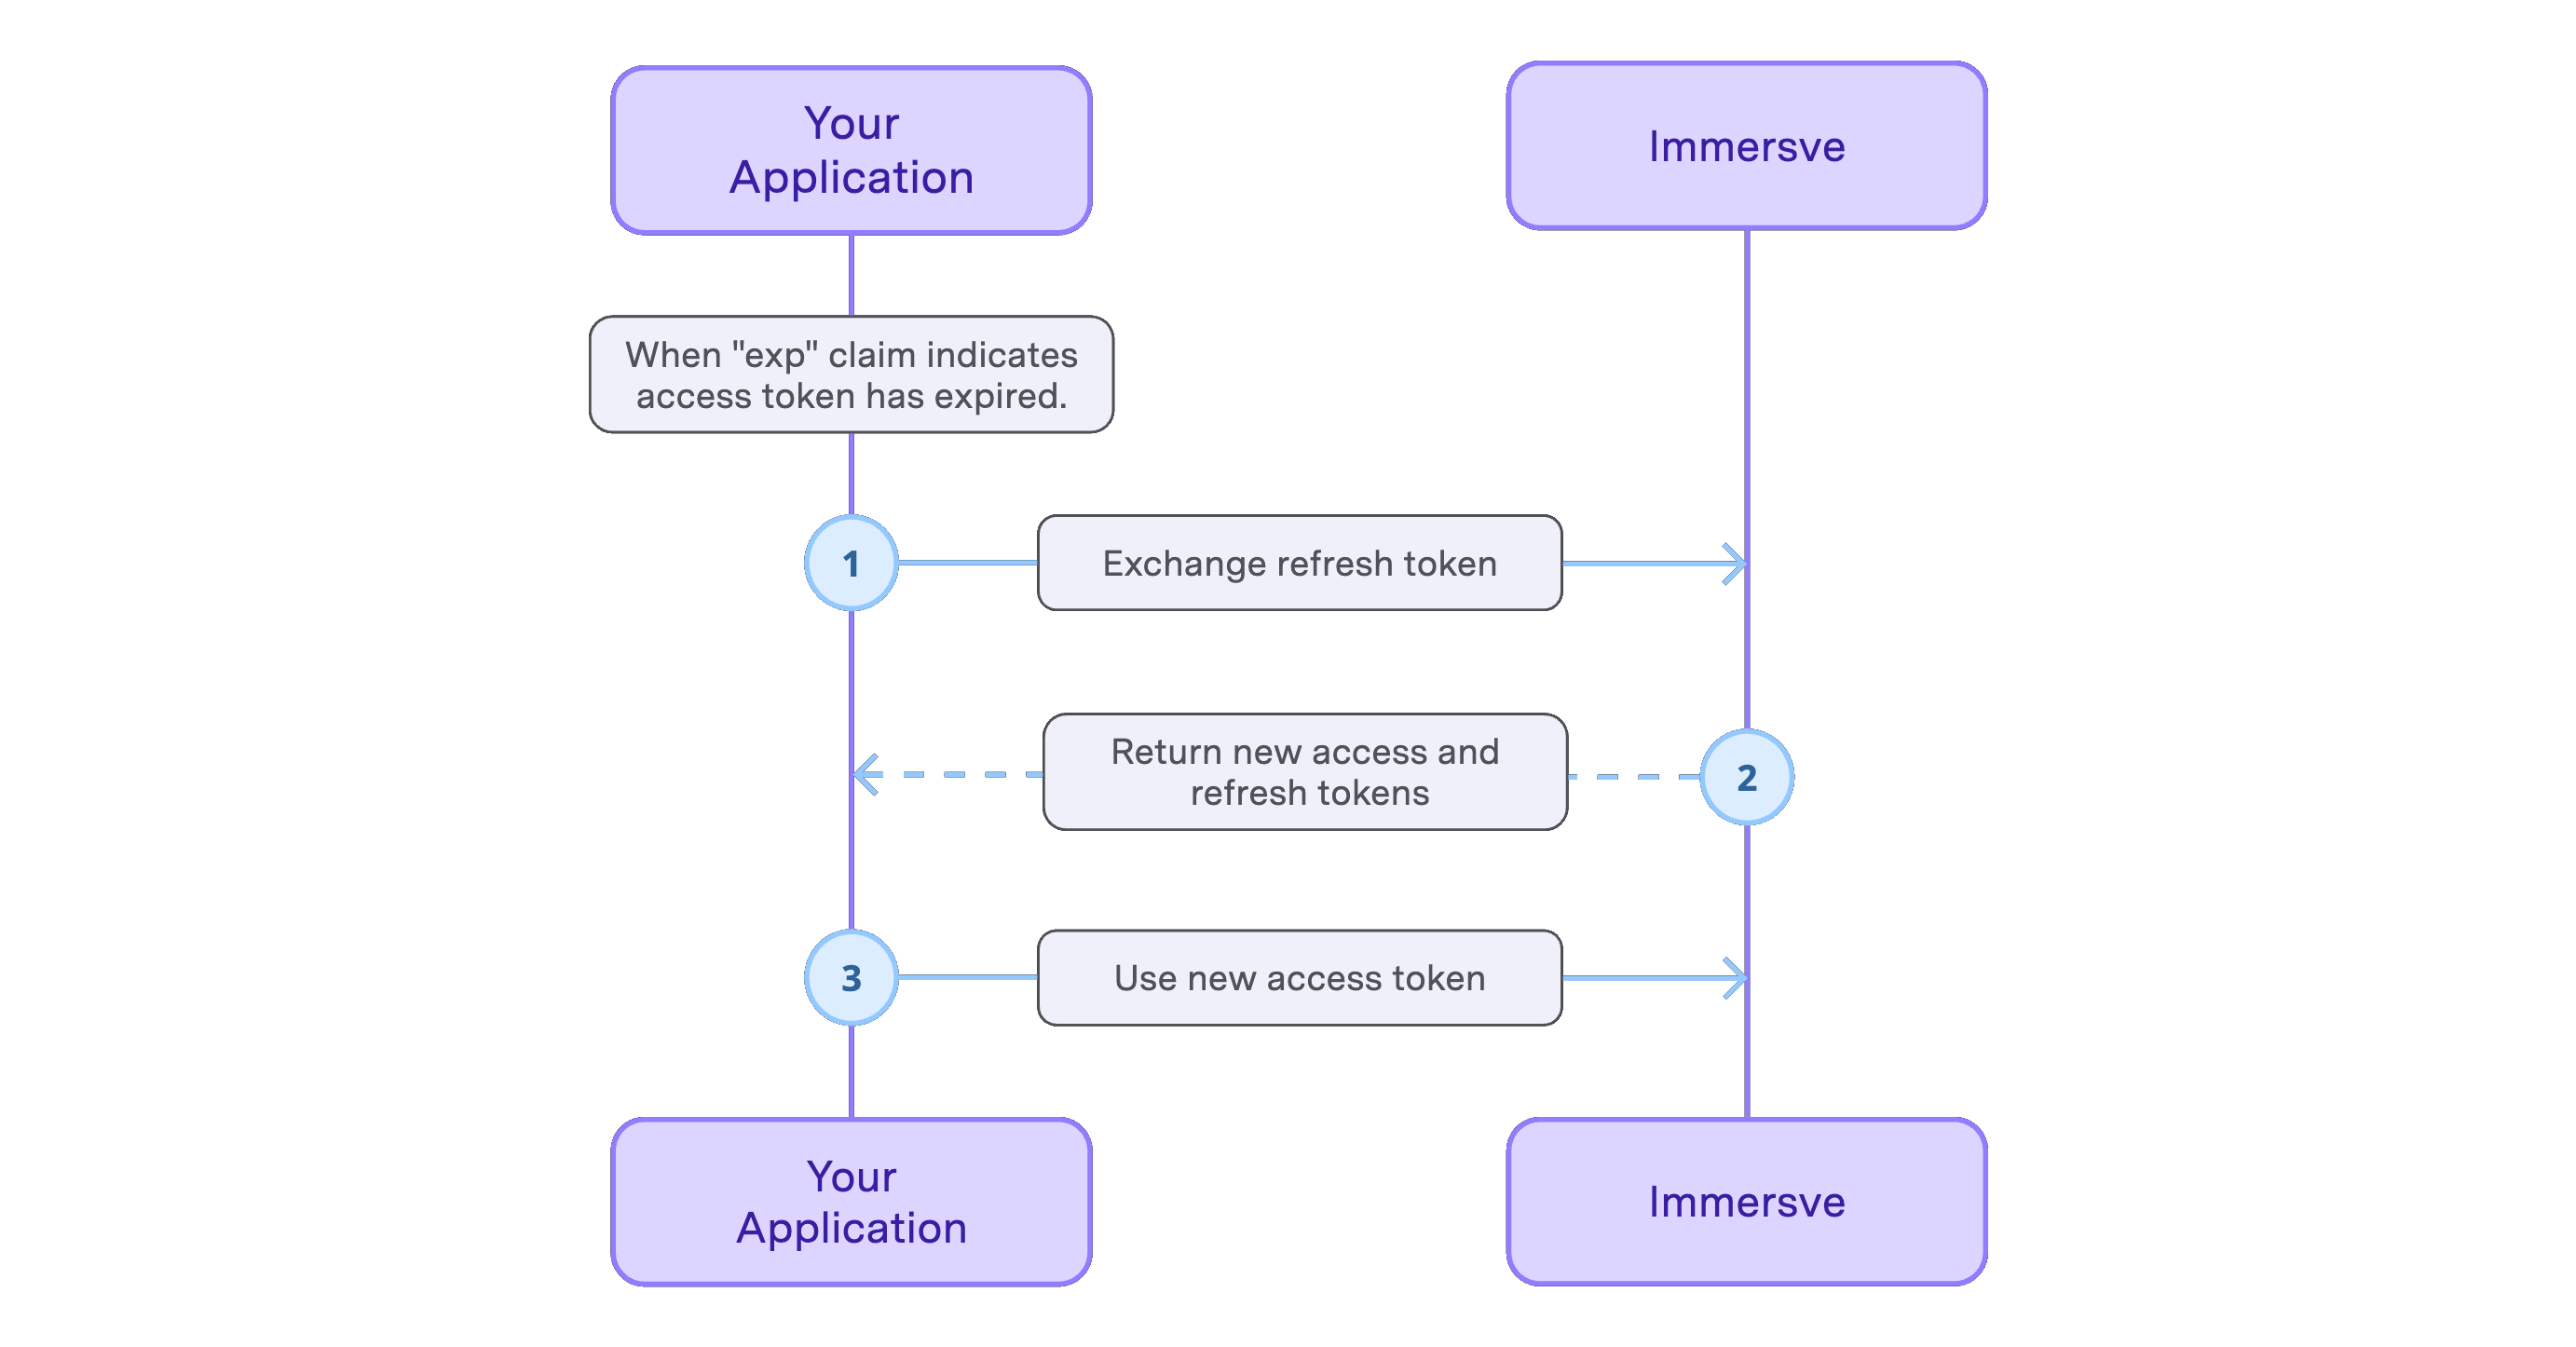 Your
Application
Immersve
When "exp" claim indicates
access token has expired.
1
Exchange refresh token
Return new access and
refresh tokens
2
3
Use new access token
Your
Application
Immersve